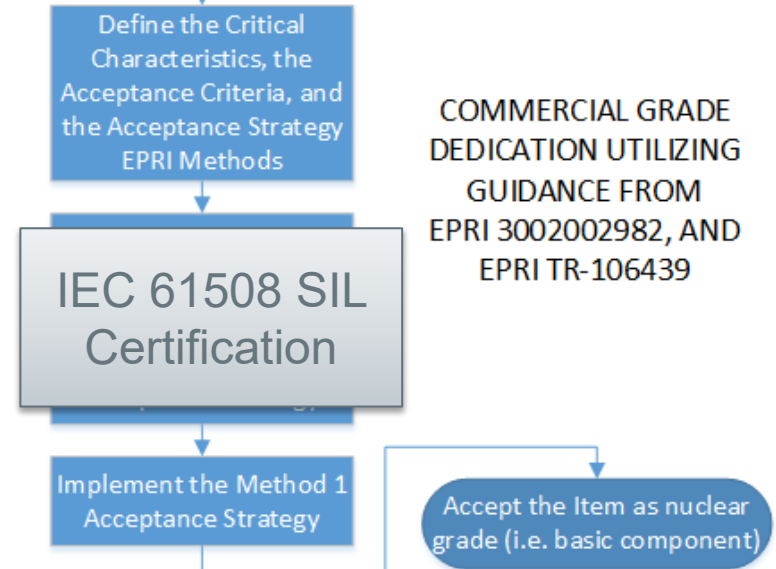 Define the Critical
Characteristics, the
Acceptance Criteria, and
the Acceptance Strategy
EPRI Methods
COMMERCIAL GRADE
DEDICATION UTILIZING
GUIDANCE FROM
EPRI 3002002982, AND
EPRI TR-106439
IEC 61508 SIL
Certification
Implement the Method 1
Acceptance Strategy
Accept the Item as nuclear
grade (i.e. basic component)